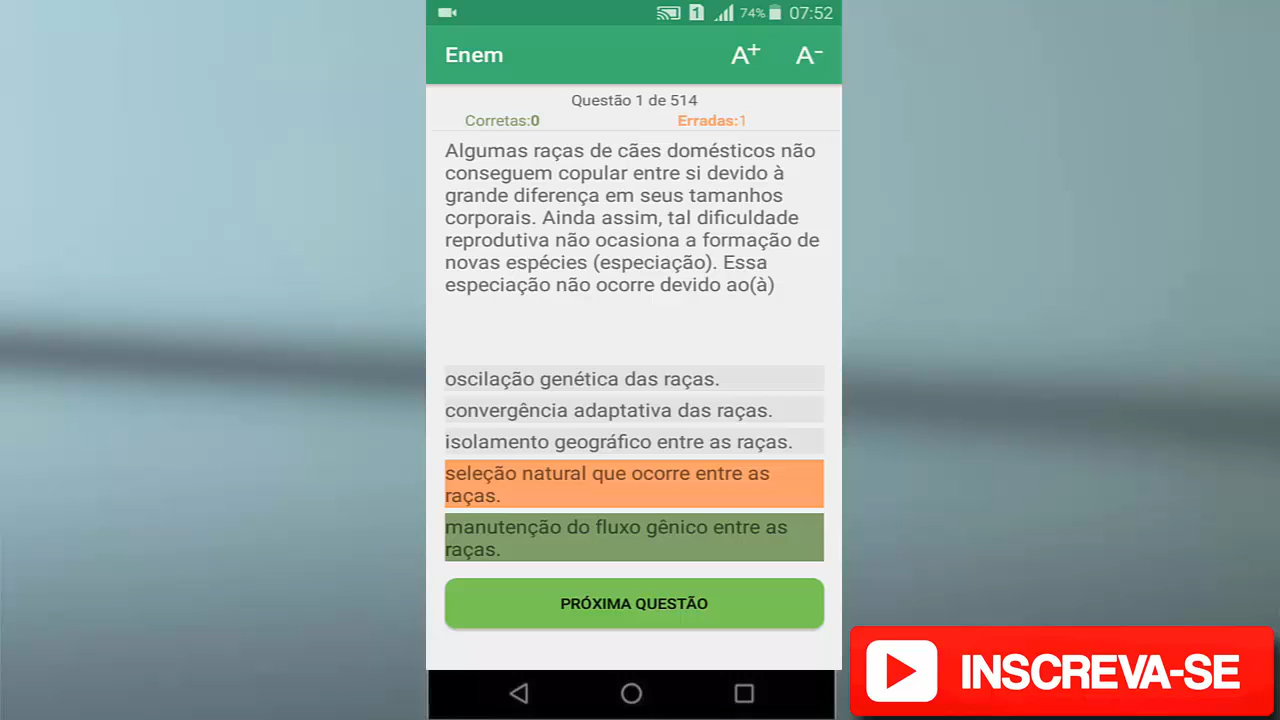 1 74% 07:52
Enem A+ A-
Questão 1 de 514
Corretas:0 Erradas:1
Algumas raças de cães domésticos não
conseguem copular entre si devido à
grande diferença em seus tamanhos
corporais. Ainda assim, tal dificuldade
reprodutiva não ocasiona a formação de
novas espécies (especiação). Essa
especiação não ocorre devido ao(à)
oscilação genética das raças.
convergência adaptativa das raças.
isolamento geográfico entre as raças.
seleção natural que ocorre entre as
raças.
manutenção do fluxo gênico entre as
raças.
PRÓXIMA QUESTÃO
INSCREVA-SE